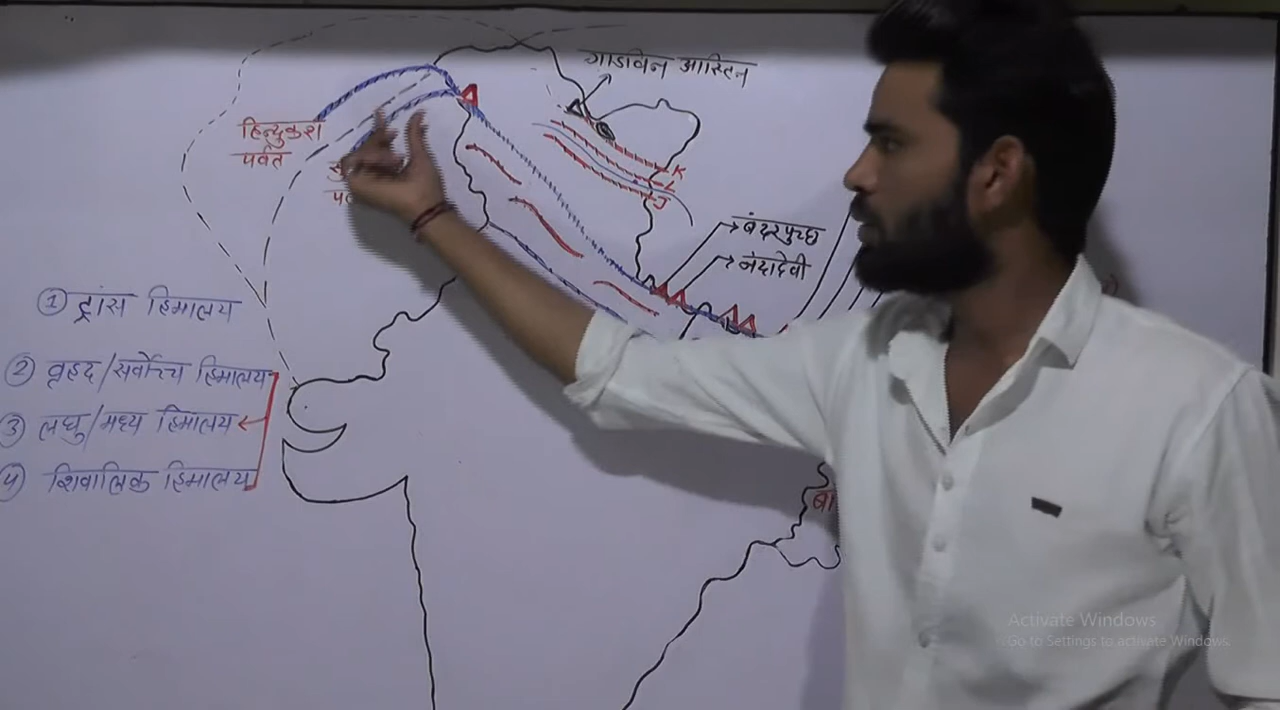 गाडविन आस्टिन
हिन्दुकुश
पर्वत
K
L
J
बंदरपुच्छ
नंदादेवी
① ट्रांस हिमालय
② वृहद/सर्वोच्च हिमालय
③ लघु/मध्य हिमालय
④ शिवालिक हिमालय
Activate Windows
Go to Settings to activate Windows.